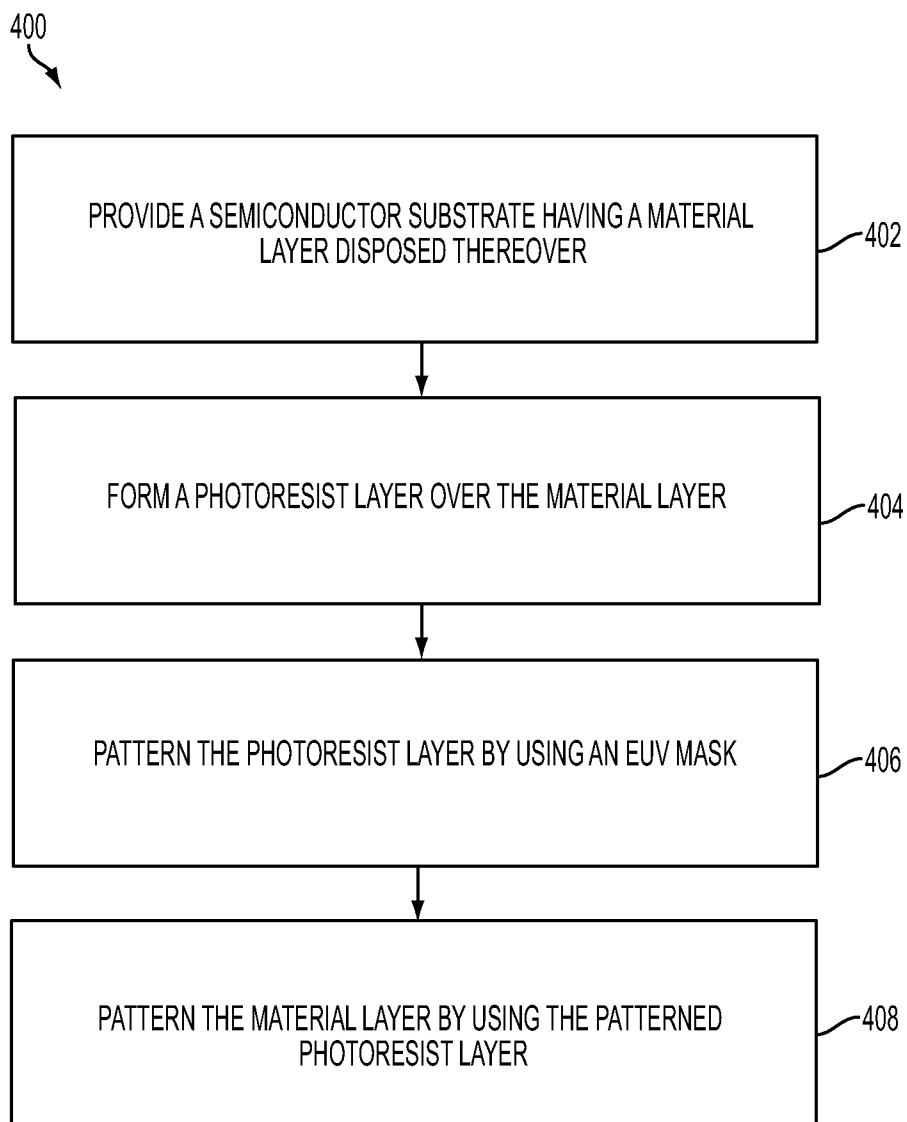 400
PROVIDE A SEMICONDUCTOR SUBSTRATE HAVING A MATERIAL
LAYER DISPOSED THEREOVER
402
FORM A PHOTORESIST LAYER OVER THE MATERIAL LAYER
404
PATTERN THE PHOTORESIST LAYER BY USING AN EUV MASK
406
PATTERN THE MATERIAL LAYER BY USING THE PATTERNED
PHOTORESIST LAYER
408